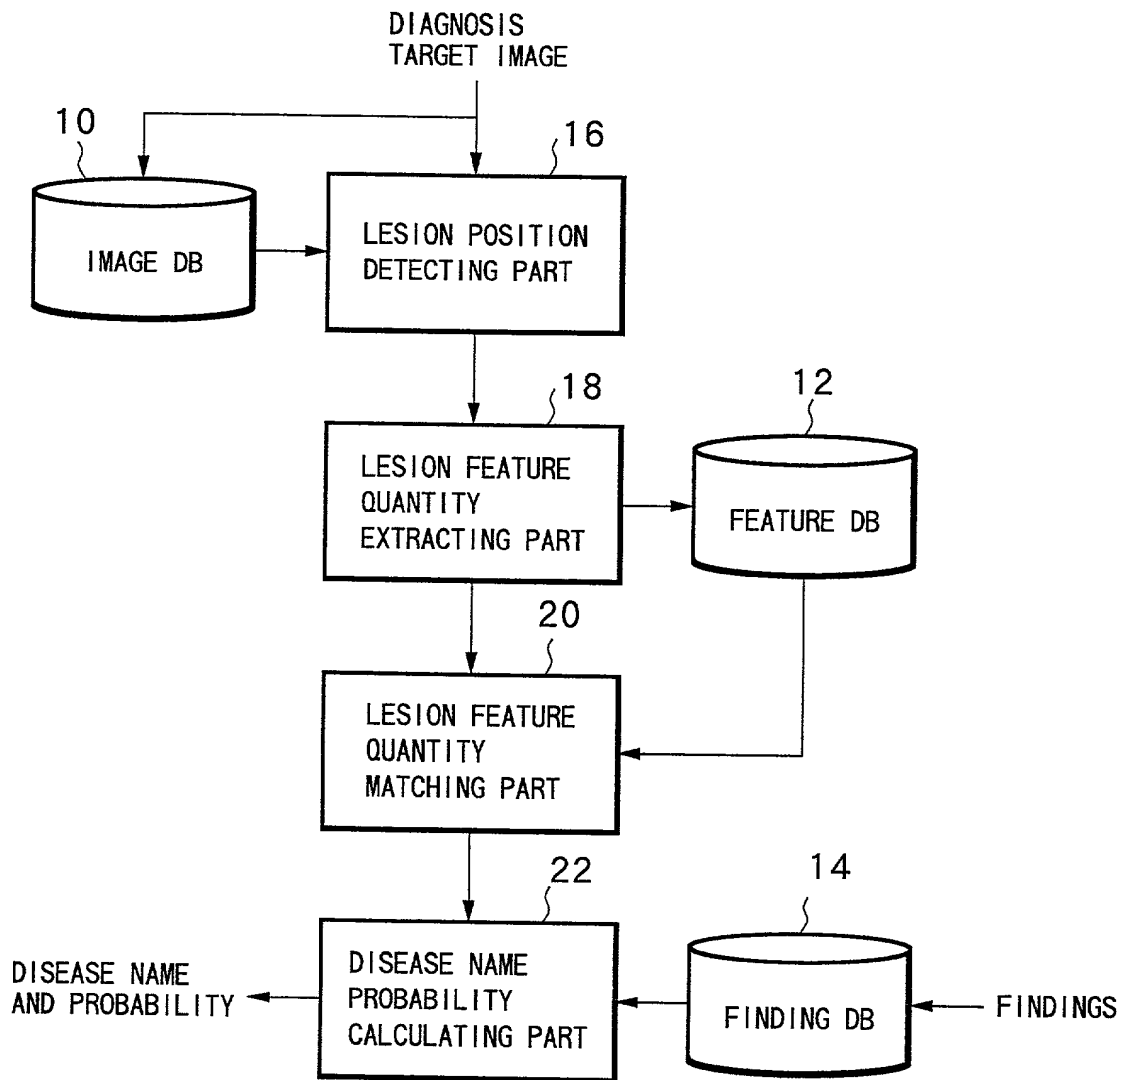 DIAGNOSIS
TARGET IMAGE
10
16
IMAGE DB
LESION POSITION
DETECTING PART
18
12
LESION FEATURE
QUANTITY
EXTRACTING PART
FEATURE DB
20
LESION FEATURE
QUANTITY
MATCHING PART
22
14
DISEASE NAME
AND PROBABILITY
DISEASE NAME
PROBABILITY
CALCULATING PART
FINDING DB
FINDINGS